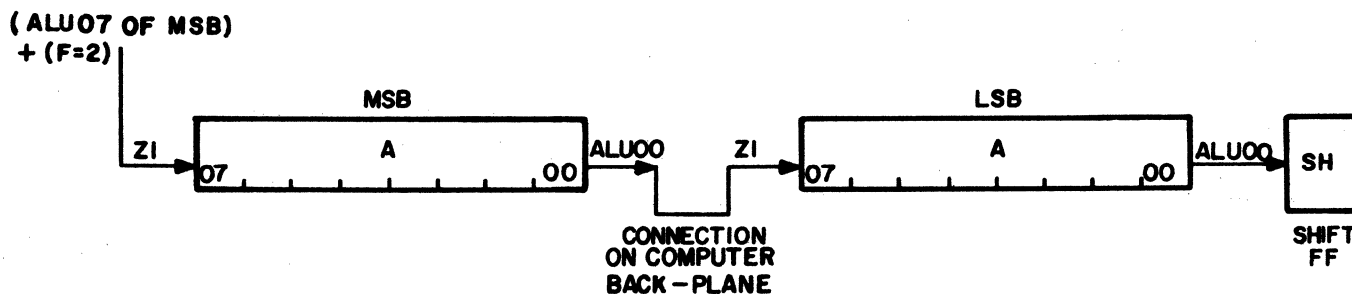 (ALU07 OF MSB)
+ (F=2)
MSB
LSB
ZI
A
07
00
ALU00
ZI
A
07
00
ALU00
SH
CONNECTION
ON COMPUTER
BACK-PLANE
SHIFT
FF